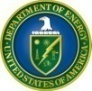 DEPARTMENT OF ENERGY
UNITED STATES OF AMERICA